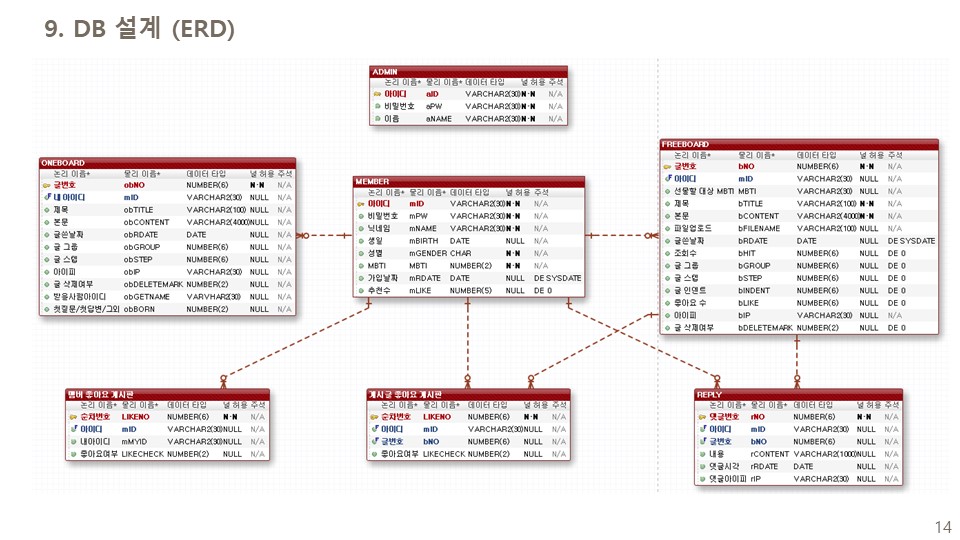 9. DB 설계 (ERD)
ADMIN
논리 이름* 물리 이름* 데이터 타입 널 허용 주석
아이디 aID VARCHAR2(30) N-N N/A
비밀번호 aPW VARCHAR2(30) N-N N/A
이름 aNAME VARCHAR2(30) N-N N/A
ONEBOARD
논리 이름* 물리 이름* 데이터 타입 널 허용 주석
글번호 obNO NUMBER(6) N-N N/A
내 아이디 mID VARCHAR2(30) NULL N/A
제목 obTITLE VARCHAR2(100) NULL N/A
본문 obCONTENT VARCHAR2(4000) NULL N/A
글쓴날짜 obRDATE DATE NULL N/A
글 그룹 obGROUP NUMBER(6) NULL N/A
글 스텝 obSTEP NUMBER(6) NULL N/A
아이피 obIP VARCHAR2(30) NULL N/A
글 삭제여부 obDELETEMARK NUMBER(2) NULL N/A
받을사람아이디 obGETNAME VARVHAR2(30) NULL N/A
첫질문/첫답변/그외 obBORN NUMBER(2) NULL N/A
MEMBER
논리 이름* 물리 이름* 데이터 타입 널 허용 주석
아이디 mID VARCHAR2(30) N-N N/A
비밀번호 mPW VARCHAR2(30) N-N N/A
닉네임 mNAME VARCHAR2(30) N-N N/A
생일 mBIRTH DATE NULL N/A
성별 mGENDER CHAR N-N N/A
MBTI MBTI NUMBER(2) N-N N/A
가입날짜 mRDATE DATE NULL DE SYSDATE
추천수 mLIKE NUMBER(5) NULL DE 0
FREEBOARD
논리 이름* 물리 이름* 데이터 타입 널 허용 주석
글번호 bNO NUMBER(6) N-N N/A
아이디 mID VARCHAR2(30) NULL N/A
선물할 대상 MBTI MBTI NUMBER(2) NULL N/A
제목 bTITLE VARCHAR2(100) N-N N/A
본문 bCONTENT VARCHAR2(4000) N-N N/A
파일업로드 bFILENAME VARCHAR2(100) NULL N/A
글쓴날짜 bRDATE DATE NULL DE SYSDATE
조회수 bHIT NUMBER(6) NULL DE 0
글 그룹 bGROUP NUMBER(6) NULL N/A
글 스텝 bSTEP NUMBER(6) NULL DE 0
글 인덴트 bINDENT NUMBER(6) NULL DE 0
좋아요 수 bLIKE NUMBER(6) NULL DE 0
아이피 bIP VARCHAR2(30) NULL N/A
글 삭제여부 bDELETEMARK NUMBER(2) NULL DE 0
멤버 좋아요 게시판
논리 이름* 물리 이름* 데이터 타입 널 허용 주석
순차번호 LIKENO NUMBER(6) N-N N/A
아이디 mID VARCHAR2(30) NULL N/A
내아이디 mMYID VARCHAR2(30) NULL N/A
좋아요여부 LIKECHECK NUMBER(2) NULL N/A
게시글 좋아요 게시판
논리 이름* 물리 이름* 데이터 타입 널 허용 주석
순차번호 LIKENO NUMBER(6) N-N N/A
아이디 mID VARCHAR2(30) NULL N/A
글번호 bNO NUMBER(6) NULL N/A
좋아요여부 LIKECHECK NUMBER(2) NULL N/A
REPLY
논리 이름* 물리 이름* 데이터 타입 널 허용 주석
댓글번호 rNO NUMBER(6) N-N N/A
아이디 mID VARCHAR2(30) NULL N/A
글번호 bNO NUMBER(6) NULL N/A
내용 rCONTENT VARCHAR2(1000) NULL N/A
댓글시각 rRDATE DATE NULL N/A
댓글아이피 rIP VARCHAR2(30) NULL N/A
14